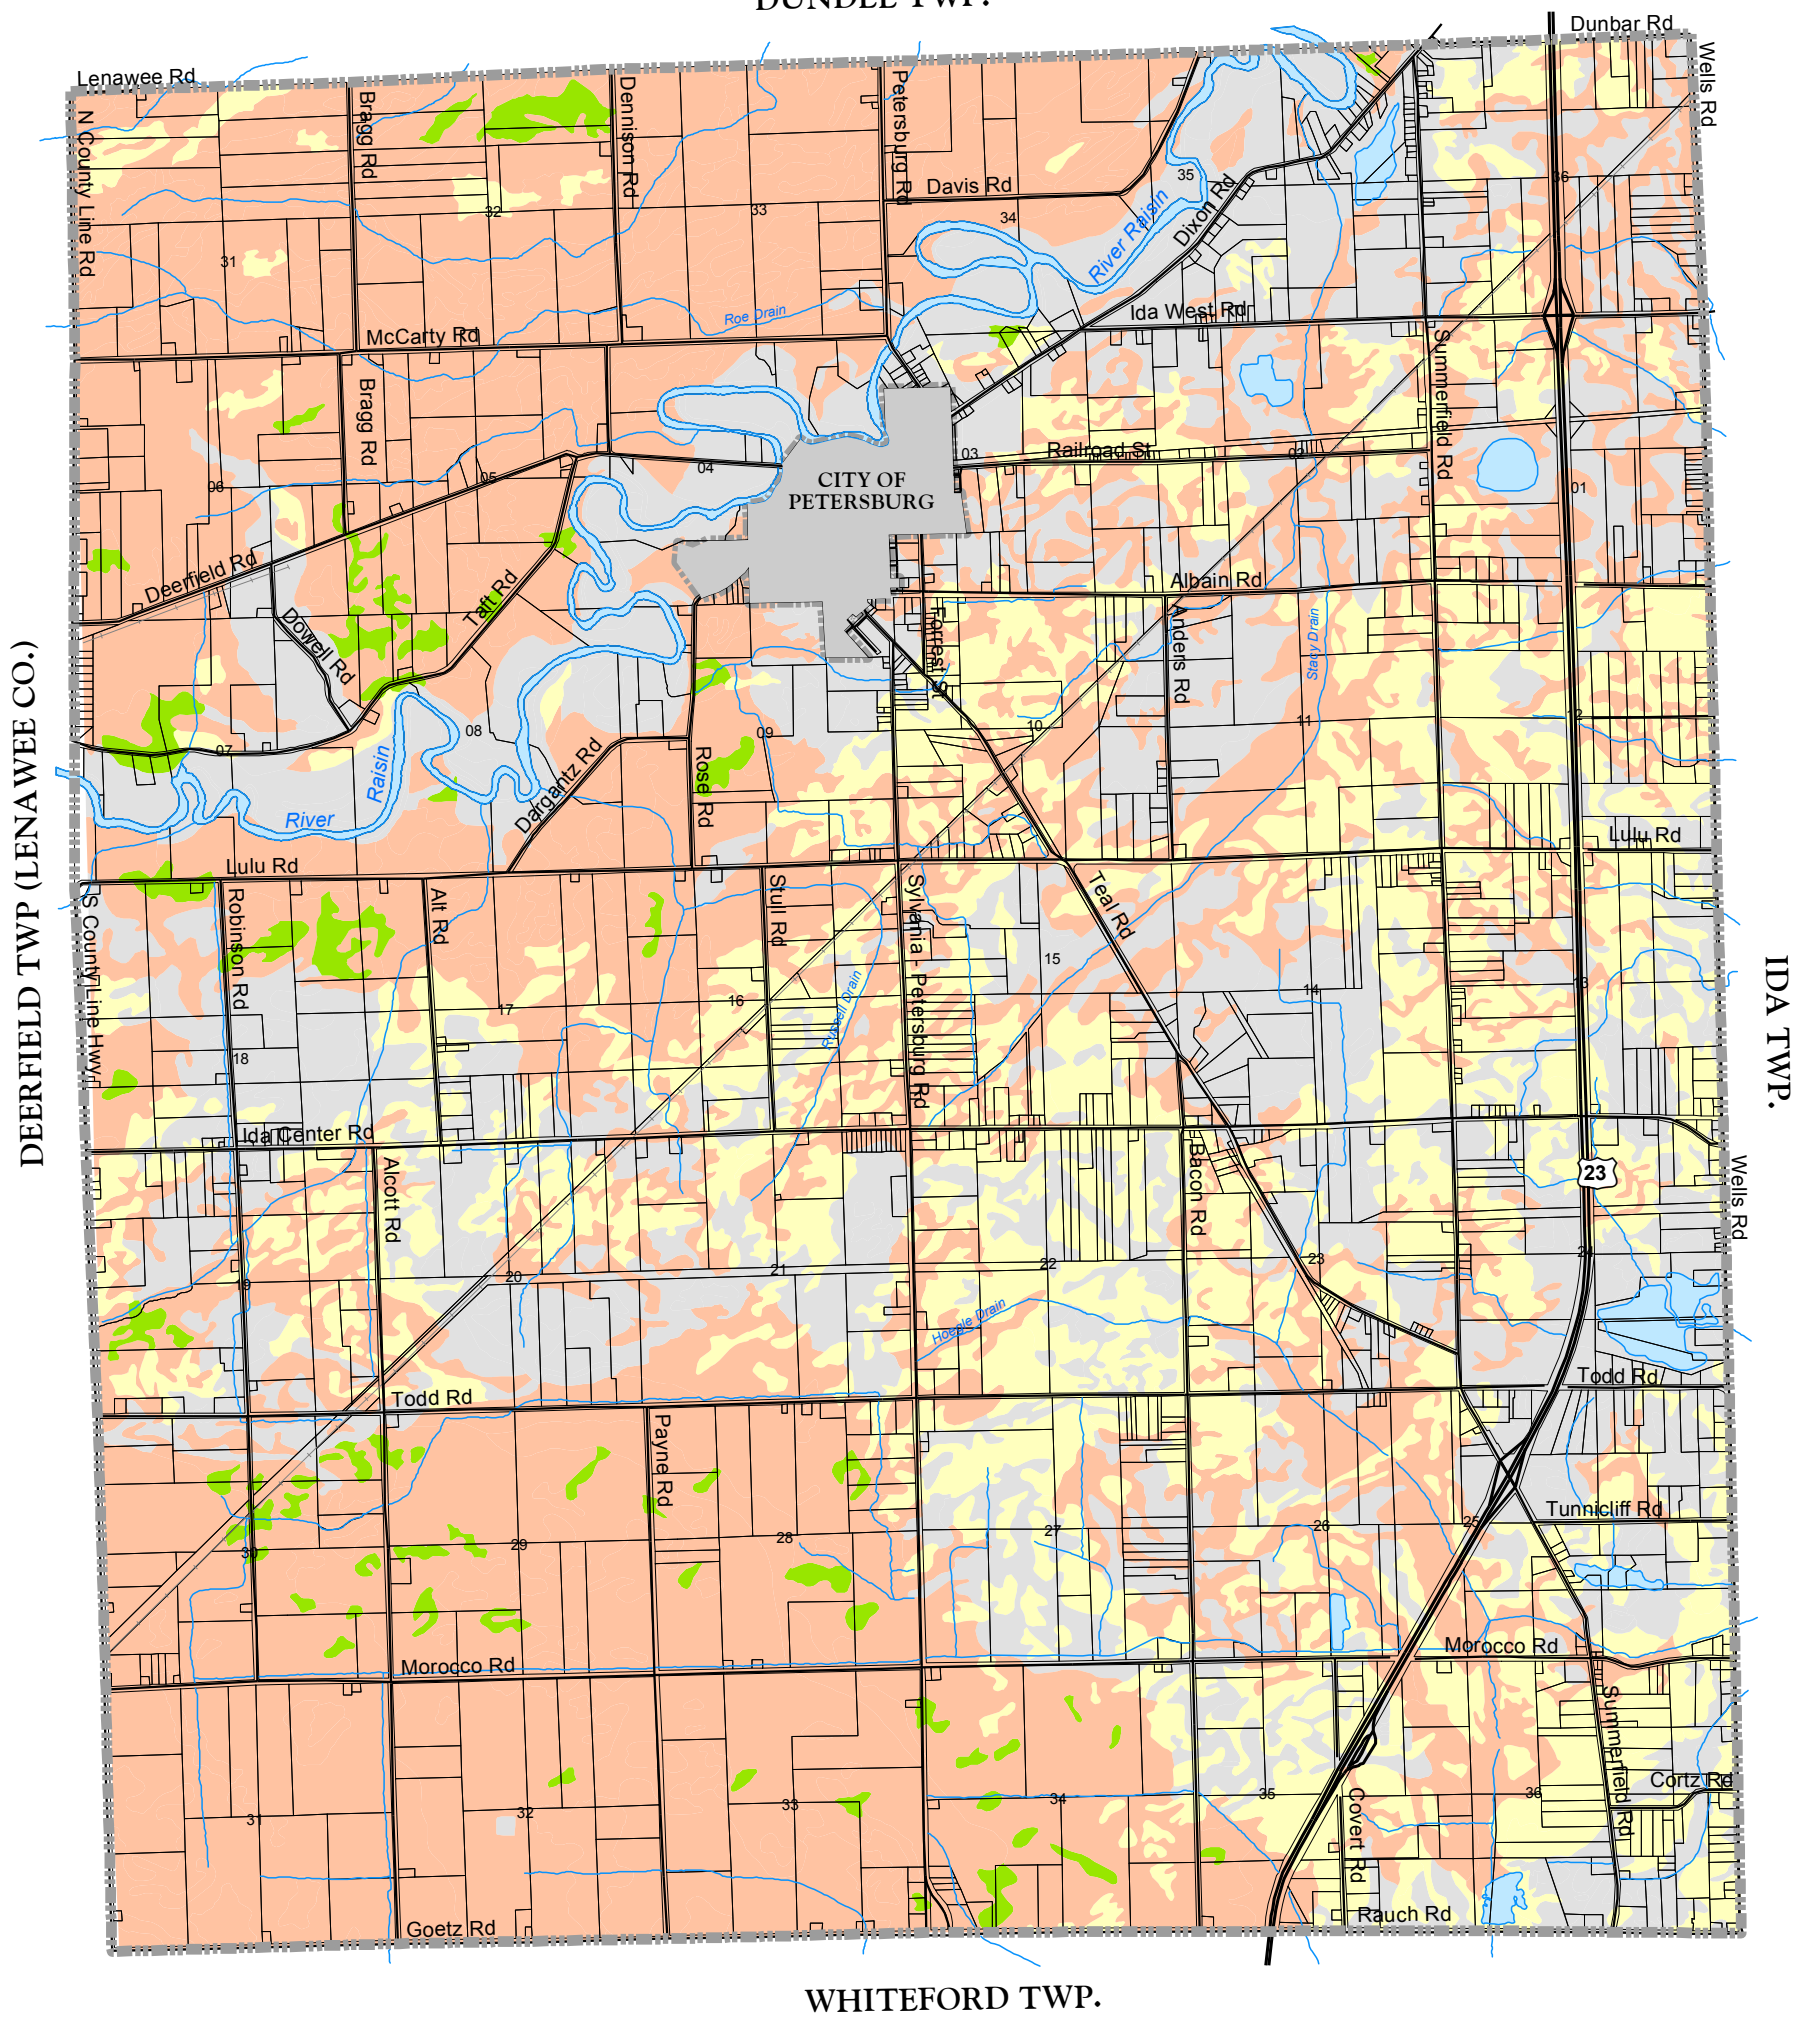 DUNDEE TWP.
Dunbar Rd
Lenawee Rd
Wells Rd
N County Line Rd
Bragg Rd
Dennison Rd
Petersburg Rd
Davis Rd
35
36
Dixon Rd
River Raisin
32
33
34
31
Roe Drain
Ida West Rd
McCarty Rd
Summerfield Rd
Bragg Rd
Railroad St
03
02
04
05
06
01
CITY OF
PETERSBURG
Deerfield Rd
Taft Rd
Albain Rd
Dowell Rd
Forrest St
Anders Rd
Stacy Drain
DEERFIELD TWP (LENAWEE CO.)
07
08
09
10
11
12
Raisin
River
Dargantz Rd
Rose Rd
Lulu Rd
Lulu Rd
S County Line Hwy
Robinson Rd
Alt Rd
Stull Rd
Sylvania - Petersburg Rd
Teal Rd
Russell Drain
15
14
13
16
17
18
IDA TWP.
Ida Center Rd
Alcott Rd
Bacon Rd
23
Wells Rd
19
20
21
22
23
24
Hoegle Drain
Todd Rd
Todd Rd
Payne Rd
Tunnicliff Rd
30
29
28
27
26
25
Morocco Rd
Morocco Rd
Summerfield Rd
Cortz Rd
31
32
33
34
35
36
Covert Rd
Goetz Rd
Rauch Rd
WHITEFORD TWP.